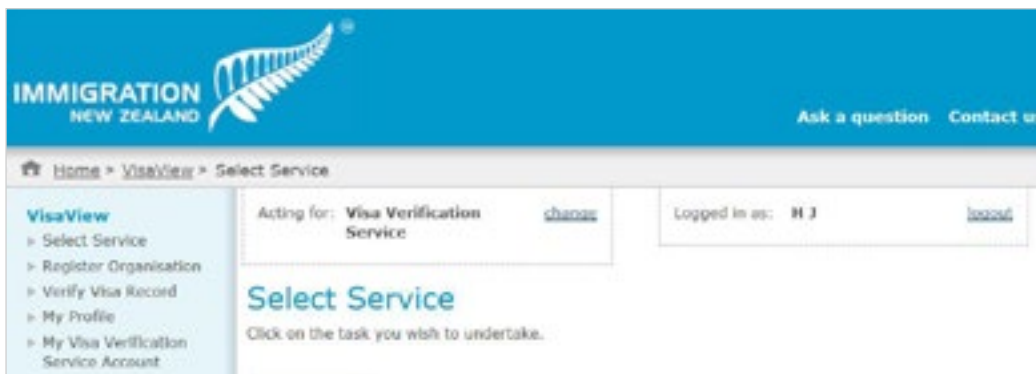 IMMIGRATION
NEW ZEALAND
Ask a question Contact u
Home > VisaView > Select Service
VisaView
Select Service
Register Organisation
Verify Visa Record
My Profile
My Visa Verification
Service Account
Acting for: Visa Verification
Service
change
Logged in as: H J
logout
Select Service
Click on the task you wish to undertake.